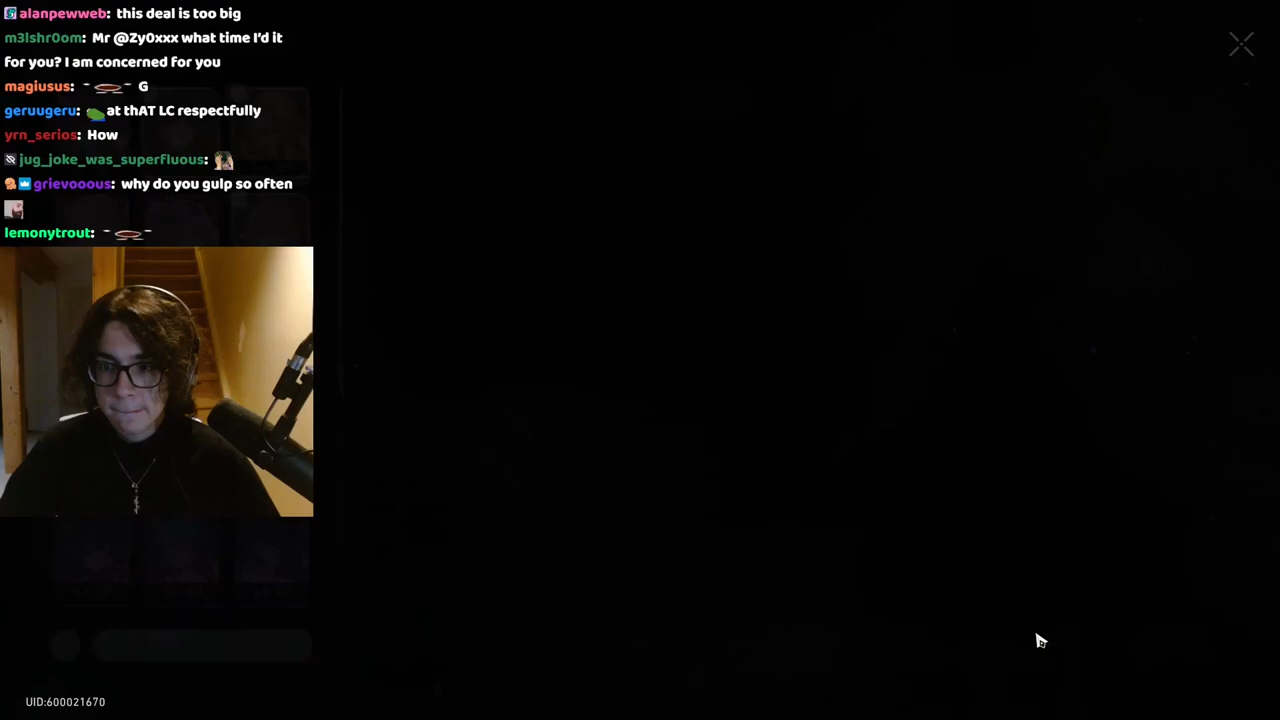 alanpewweb: this deal is too big
m3lshr0om: Mr @Zy0xxx what time I'd it
for you? I am concerned for you
magiusus: G
geruugeru: at thAT LC respectfully
yrn_serios: How
jug_joke_was_superfluous:
grievooous: why do you gulp so often
lemonytrout:
UID:600021670